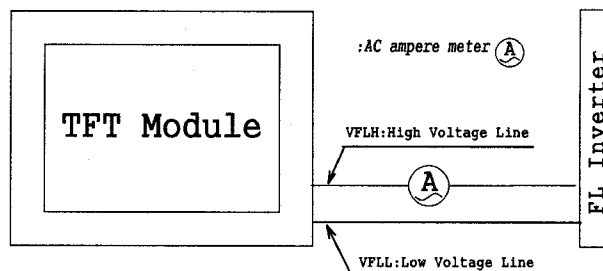 :AC ampere meter A
TFT Module
VFLH:High Voltage Line
A
FL Inverter
VFLL:Low Voltage Line